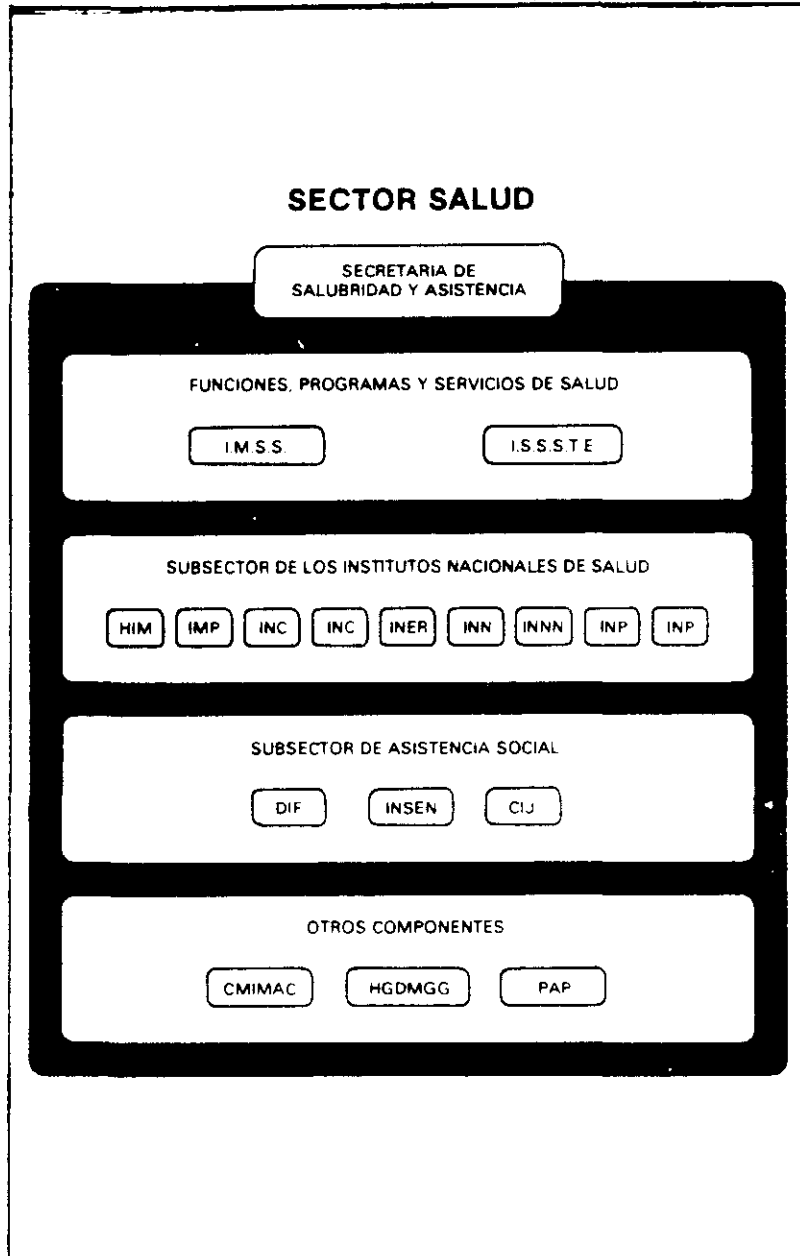 SECTOR SALUD
SECRETARIA DE
SALUBRIDAD Y ASISTENCIA
FUNCIONES, PROGRAMAS Y SERVICIOS DE SALUD
I.M.S.S. I.S.S.S.T.E
SUBSECTOR DE LOS INSTITUTOS NACIONALES DE SALUD
HIM IMP INC INC INER INN INNN INP INP
SUBSECTOR DE ASISTENCIA SOCIAL
DIF INSEN CIJ
OTROS COMPONENTES
CMIMAC HGDMGG PAP